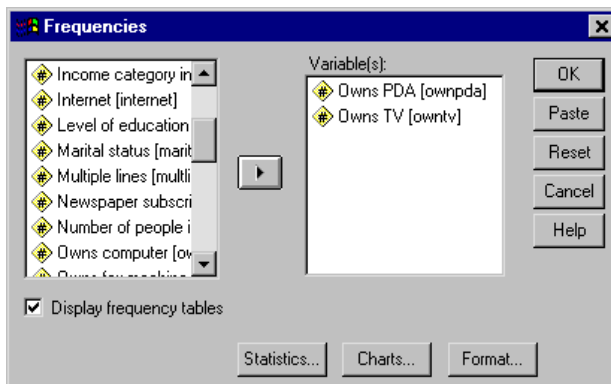 Frequencies
Income category in
Internet [internet]
Level of education
Marital status [marit
Multiple lines [multli
Newspaper subscri
Number of people i
Owns computer [ow
Variable(s):
Owns PDA [ownpda]
Owns TV [owntv]
OK
Paste
Reset
Cancel
Help
Display frequency tables
Statistics...
Charts...
Format...